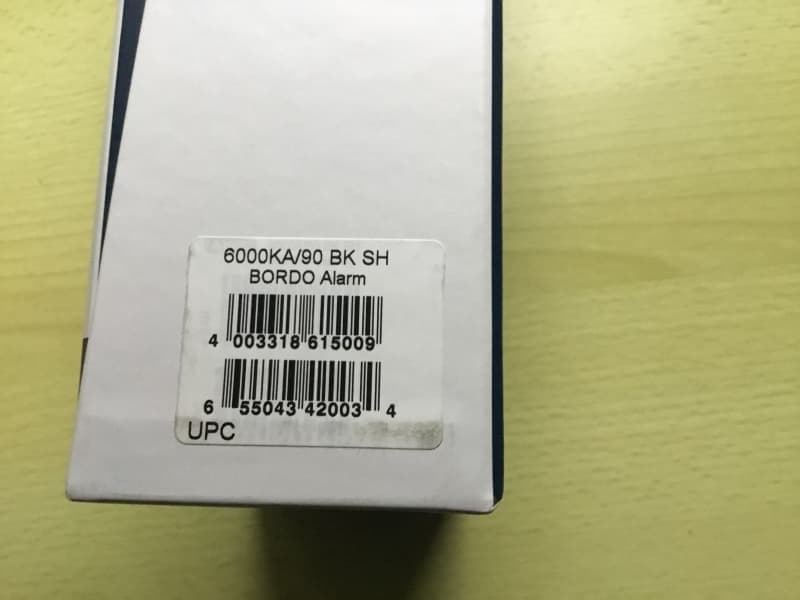 6000KA/90 BK SH
BORDO Alarm
4 003318 615009
6 55043 42003 4
UPC